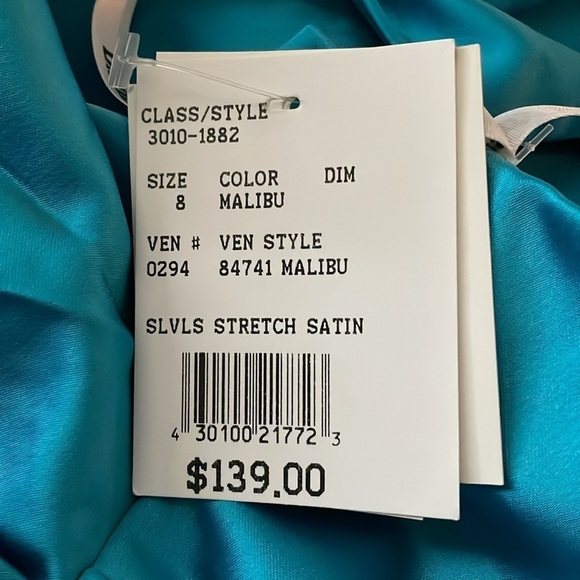 CLASS/STYLE
3010-1882
SIZE COLOR DIM
8 MALIBU
VEN # VEN STYLE
0294 84741 MALIBU
SLVLS STRETCH SATIN
4 30100 21772 3
$139.00